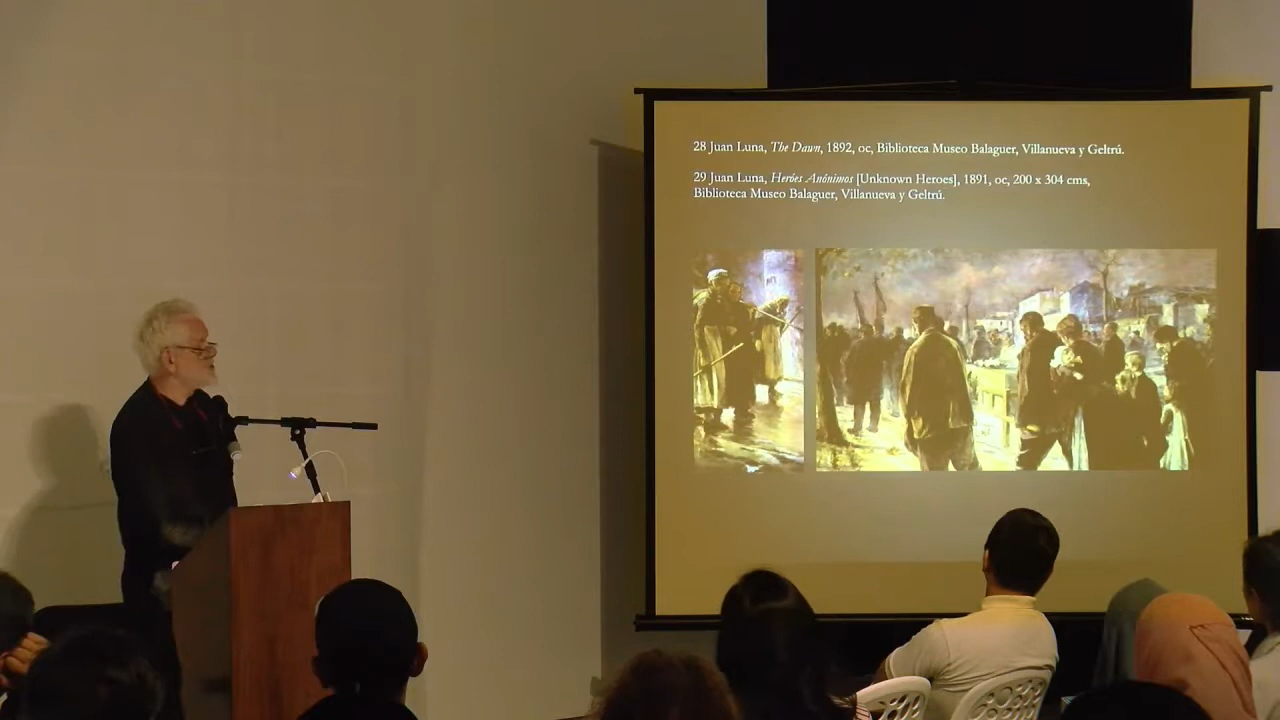 28 Juan Luna, The Dawn, 1892, oc, Biblioteca Museo Balaguer, Villanueva y Geltrú.
29 Juan Luna, Heróes Anónimos [Unknown Heroes], 1891, oc, 200 x 304 cms,
Biblioteca Museo Balaguer, Villanueva y Geltrú.